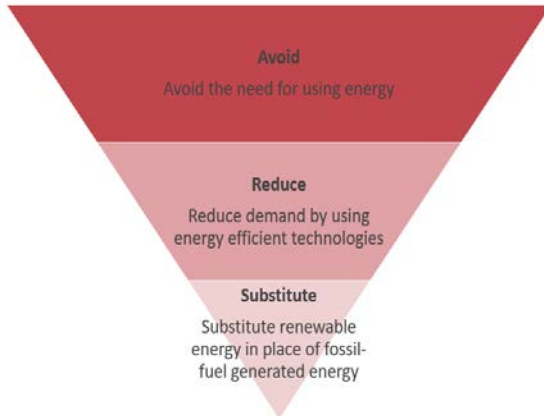 Avoid
Avoid the need for using energy
Reduce
Reduce demand by using
energy efficient technologies
Substitute
Substitute renewable
energy in place of fossil-
fuel generated energy